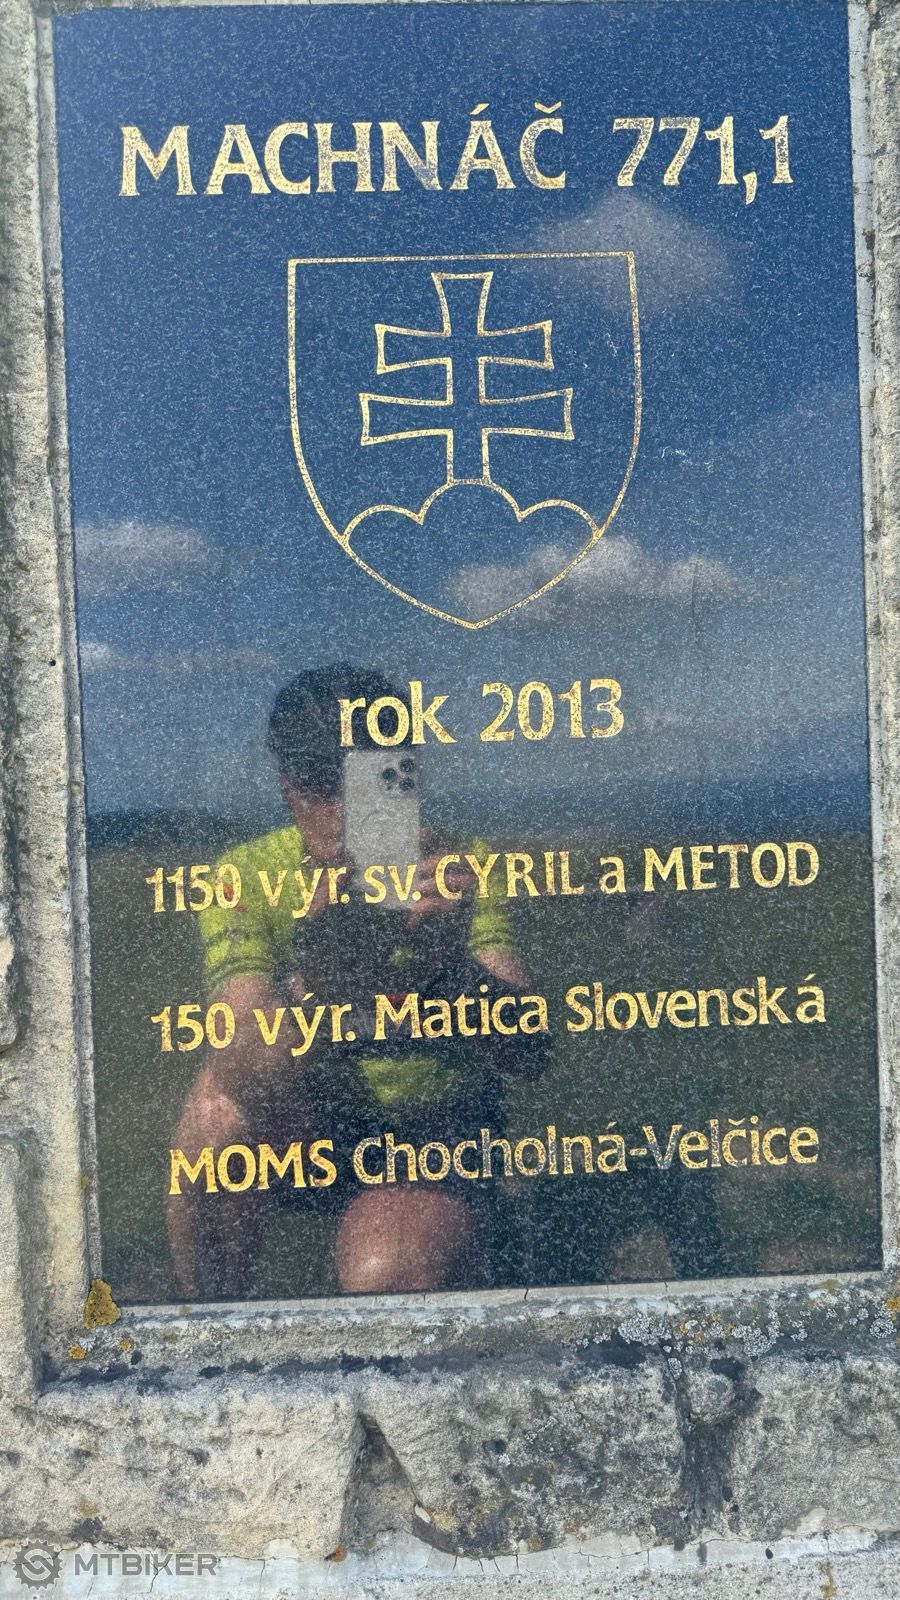 MACHNÁČ 771,1
rok 2013
1150 výr. sv. CYRIL a METOD
150 výr. Matica Slovenská
MOMS Chocholná-Velčice
MTBIKER